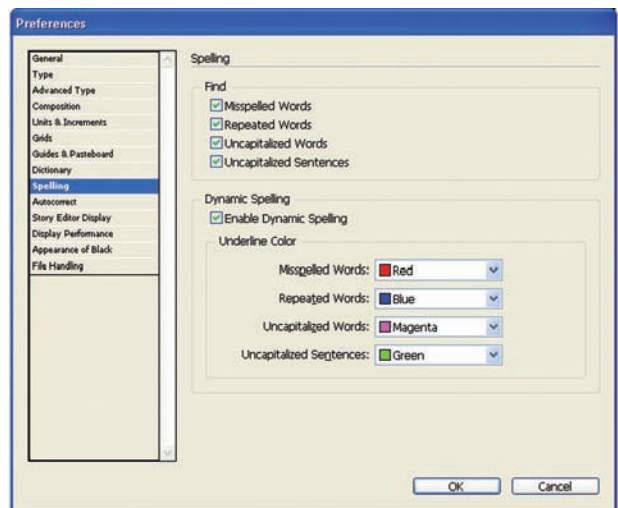 Preferences
General
Type
Advanced Type
Composition
Units & Increments
Grids
Guides & Pasteboard
Dictionary
Spelling
Autocorrect
Story Editor Display
Display Performance
Appearance of Black
File Handling
Spelling
Find
Misspelled Words
Repeated Words
Uncapitalized Words
Uncapitalized Sentences
Dynamic Spelling
Enable Dynamic Spelling
Underline Color
Misspelled Words: Red
Repeated Words: Blue
Uncapitalized Words: Magenta
Uncapitalized Sentences: Green
OK Cancel